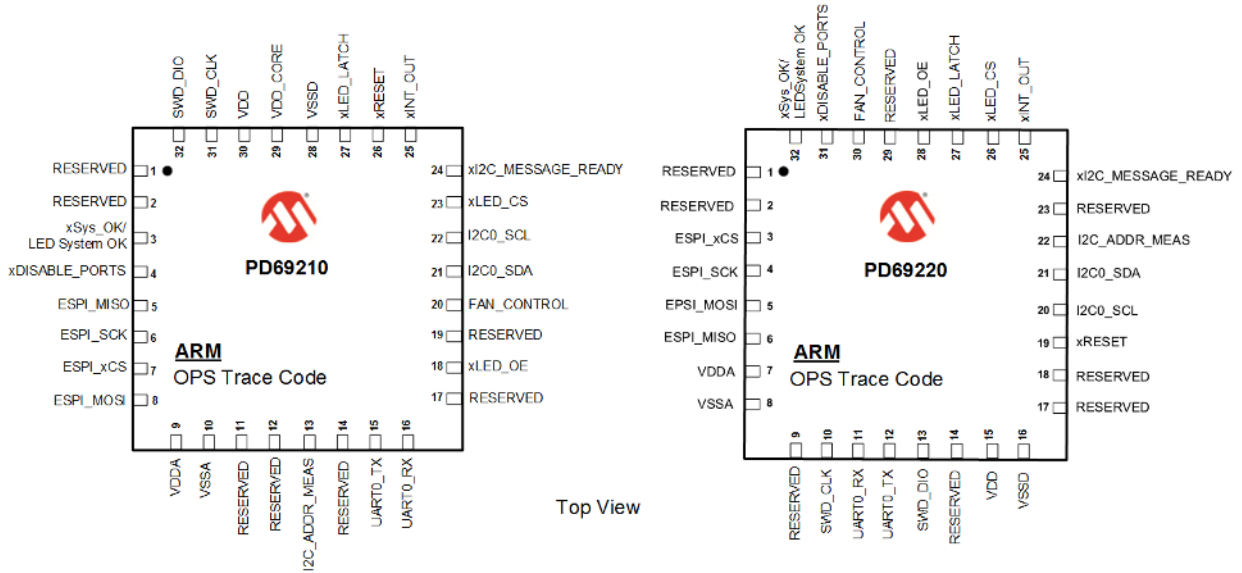 SWD_DIO
SWD_CLK
VDD
VDD_CORE
VSSD
xLED_LATCH
xRESET
xINT_OUT
32
31
30
29
28
27
26
25
RESERVED 1
RESERVED 2
xSys_OK/
LED System OK 3
xDISABLE_PORTS 4
ESPI_MISO 5
ESPI_SCK 6
ESPI_xCS 7
ESPI_MOSI 8
PD69210
ARM
OPS Trace Code
24 xI2C_MESSAGE_READY
23 xLED_CS
22 I2C0_SCL
21 I2C0_SDA
20 FAN_CONTROL
19 RESERVED
18 xLED_OE
17 RESERVED
9
10
11
12
13
14
15
16
VDDA
VSSA
RESERVED
RESERVED
I2C_ADDR_MEAS
RESERVED
UART0_TX
UART0_RX
Top View
xSys_OK/
LEDSystem OK
xDISABLE_PORTS
FAN_CONTROL
RESERVED
xLED_OE
xLED_LATCH
xLED_CS
xINT_OUT
32
31
30
29
28
27
26
25
RESERVED 1
RESERVED 2
ESPI_xCS 3
ESPI_SCK 4
EPSI_MOSI 5
ESPI_MISO 6
VDDA 7
VSSA 8
PD69220
ARM
OPS Trace Code
24 xI2C_MESSAGE_READY
23 RESERVED
22 I2C_ADDR_MEAS
21 I2C0_SDA
20 I2C0_SCL
19 xRESET
18 RESERVED
17 RESERVED
9
10
11
12
13
14
15
16
RESERVED
SWD_CLK
UART0_RX
UART0_TX
SWD_DIO
RESERVED
VDD
VSSD